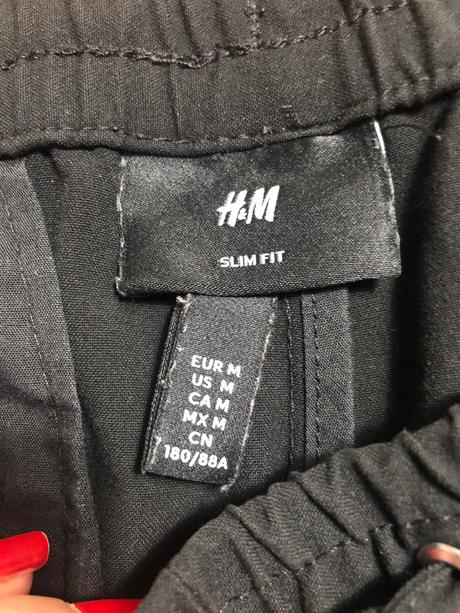 H&M
SLIM FIT
EUR M
US M
CA M
MX M
CN
180/88A